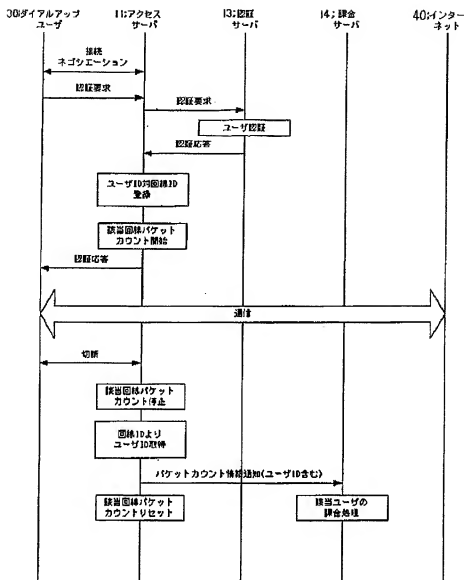 30:ダイアルアップ
ユーザ
11:アクセス
サーバ
13:認証
サーバ
14:課金
サーバ
40:インター
ネット
接続
ネゴシエーション
認証要求
認証要求
ユーザ認証
認証応答
ユーザID対回線ID
登録
該当回線パケット
カウント開始
認証応答
通信
切断
該当回線パケット
カウント停止
回線IDより
ユーザID取得
パケットカウント情報通知(ユーザID含む)
該当回線パケット
カウントリセット
該当ユーザの
課金処理